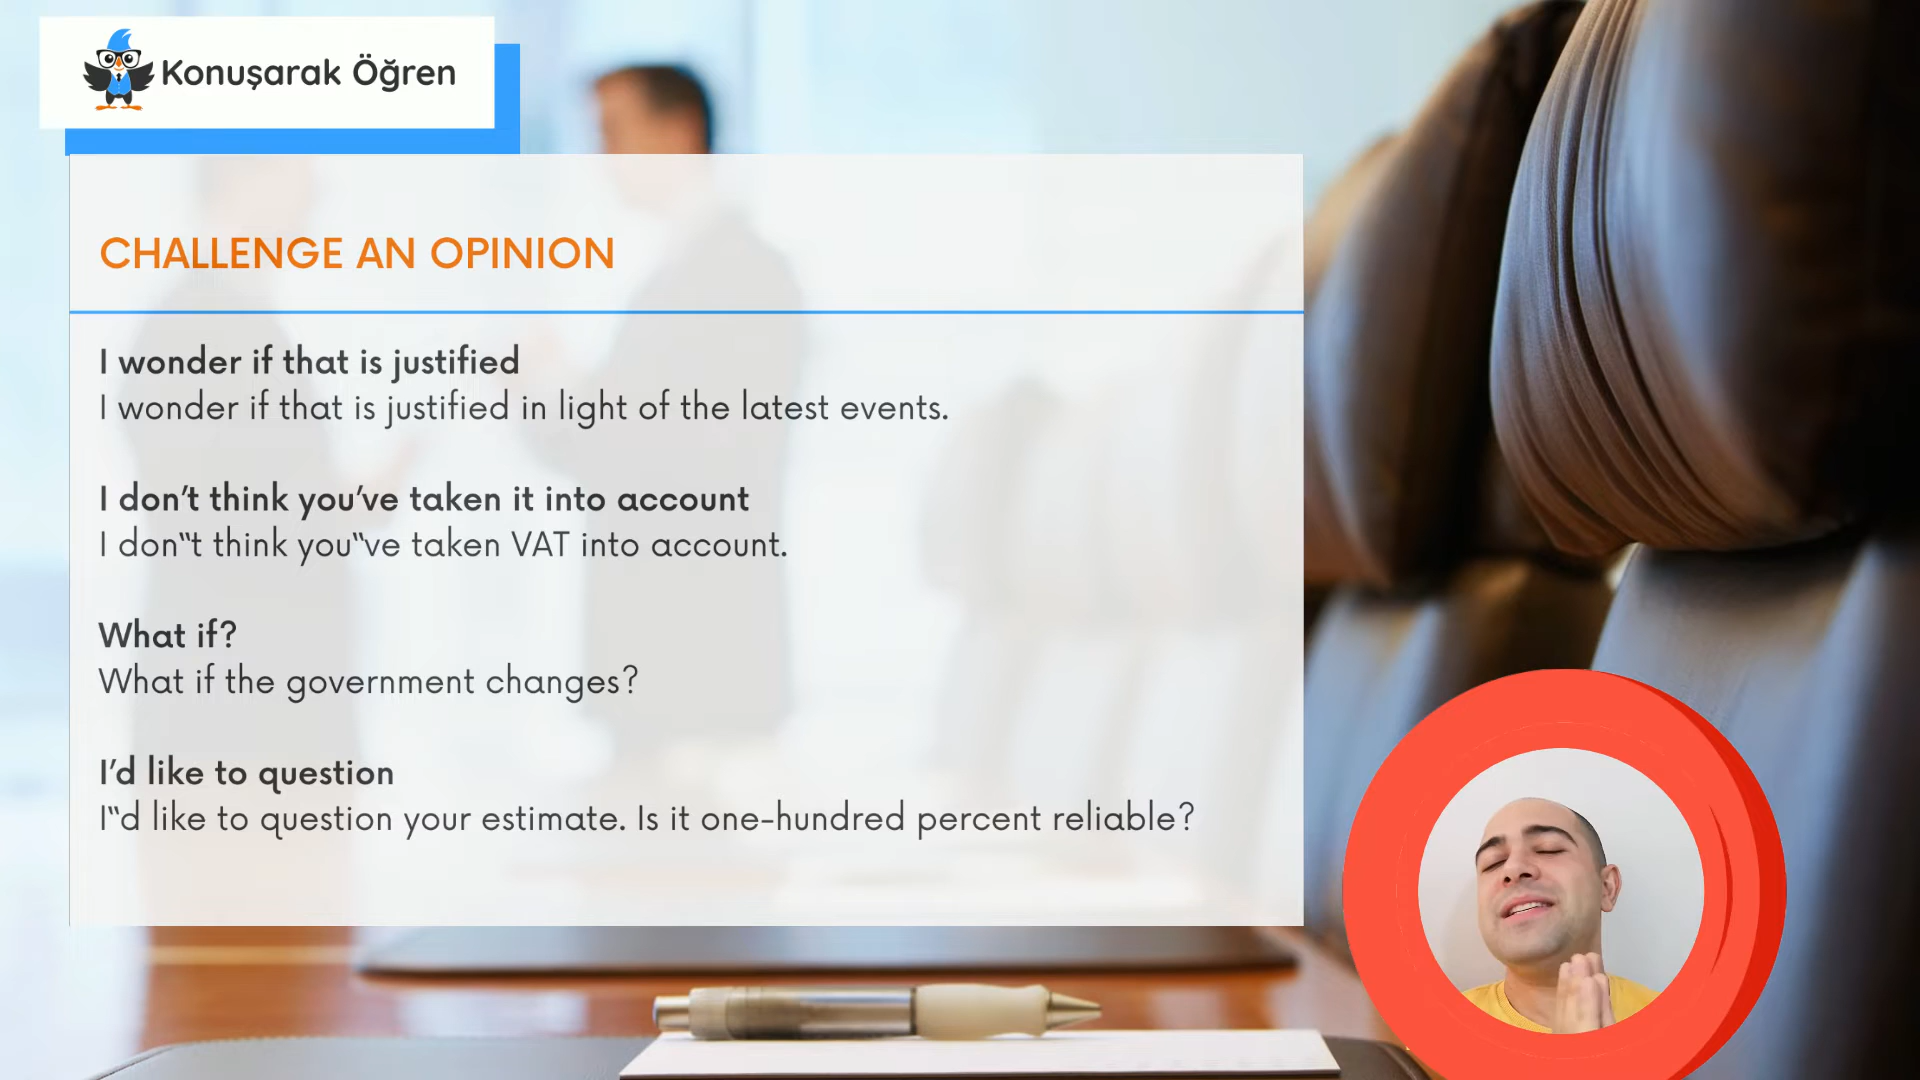 Konuşarak Öğren
CHALLENGE AN OPINION
I wonder if that is justified
I wonder if that is justified in light of the latest events.
I don’t think you’ve taken it into account
I don‟t think you‟ve taken VAT into account.
What if?
What if the government changes?
I’d like to question
I‟d like to question your estimate. Is it one-hundred percent reliable?